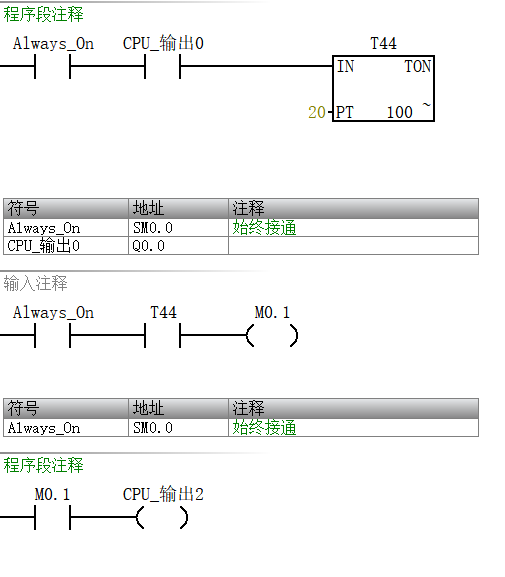 程序段注释
Always_On CPU_输出0 T44
IN TON
20 PT 100 ~
符号 地址 注释
Always_On SM0.0 始终接通
CPU_输出0 Q0.0
输入注释
Always_On T44 M0.1
符号 地址 注释
Always_On SM0.0 始终接通
程序段注释
M0.1 CPU_输出2